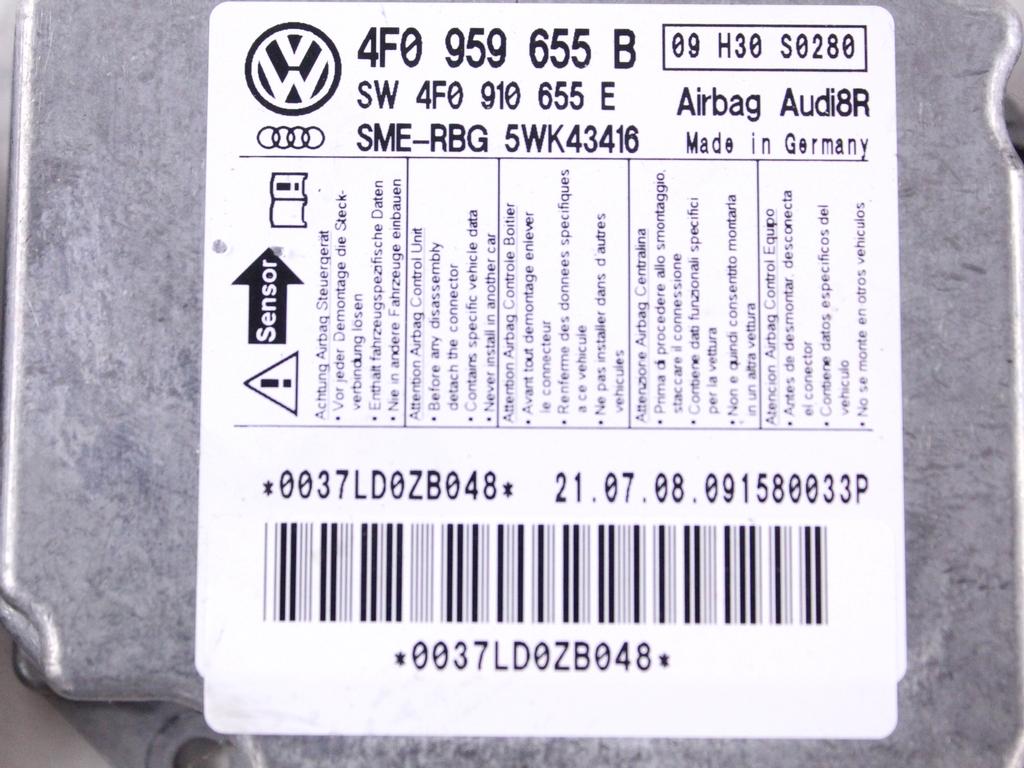 4F0 959 655 B
09 H30 S0280
SW 4F0 910 655 E
Airbag Audi8R
SME-RBG 5WK43416
Made in Germany
Sensor
Achtung Airbag Steuergerät
• Vor jeder Demontage die Steck-
verbindung lösen
• Enthält fahrzeugspezifische Daten
• Nie in andere Fahrzeuge einbauen
Attention Airbag Control Unit
• Before any disassembly
detach the connector
• Contains specific vehicle data
• Never install in another car
Attention Airbag Controle Boitier
• Avant tout demontage enlever
le connecteur
• Renferme des donnees specifiques
a ce vehicule
• Ne pas installer dans d'autres
vehicules
Attenzione Airbag Centralina
• Prima di procedere allo smontaggio,
staccare il connessione
• Contiene dati funzionali specifici
per la vettura
• Non e quindi consentito montarla
in un altra vettura
Atencion Airbag Control Equipo
• Antes de desmontar, desconecta
el conector
• Contiene datos especificos del
vehiculo
• No se monte en otros vehiculos
*0037LD0ZB048* 21.07.08.091580033P
*0037LD0ZB048*